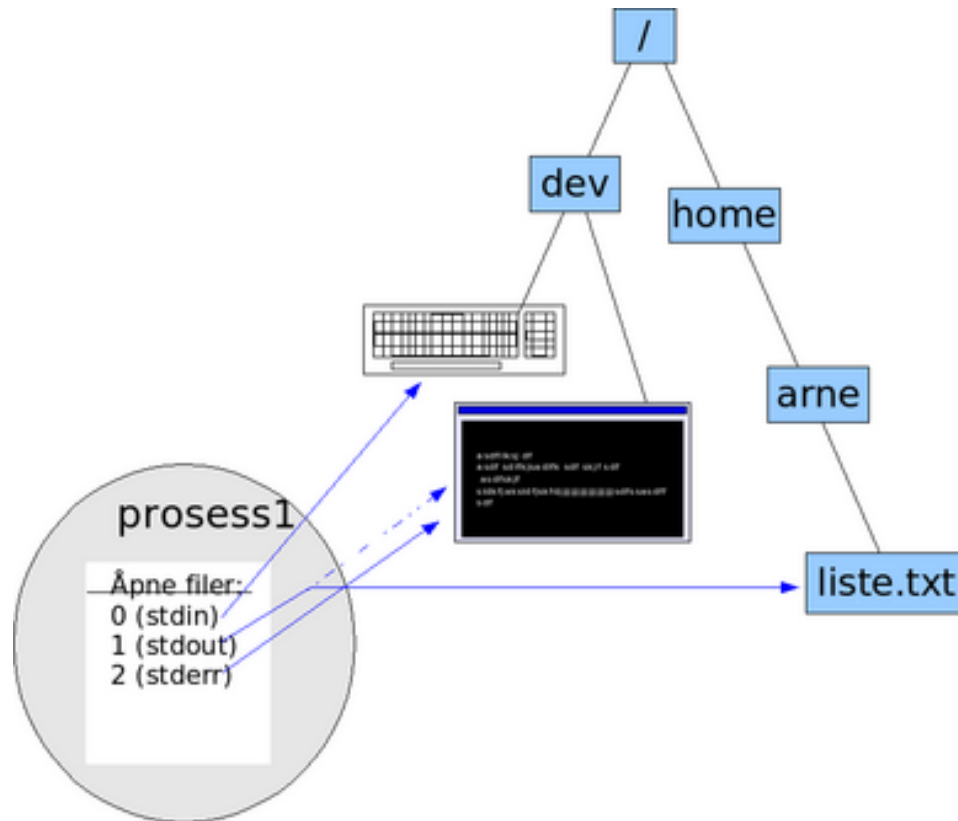 /
dev
home
arne
liste.txt
prosess1
Åpne filer:
0 (stdin)
1 (stdout)
2 (stderr)